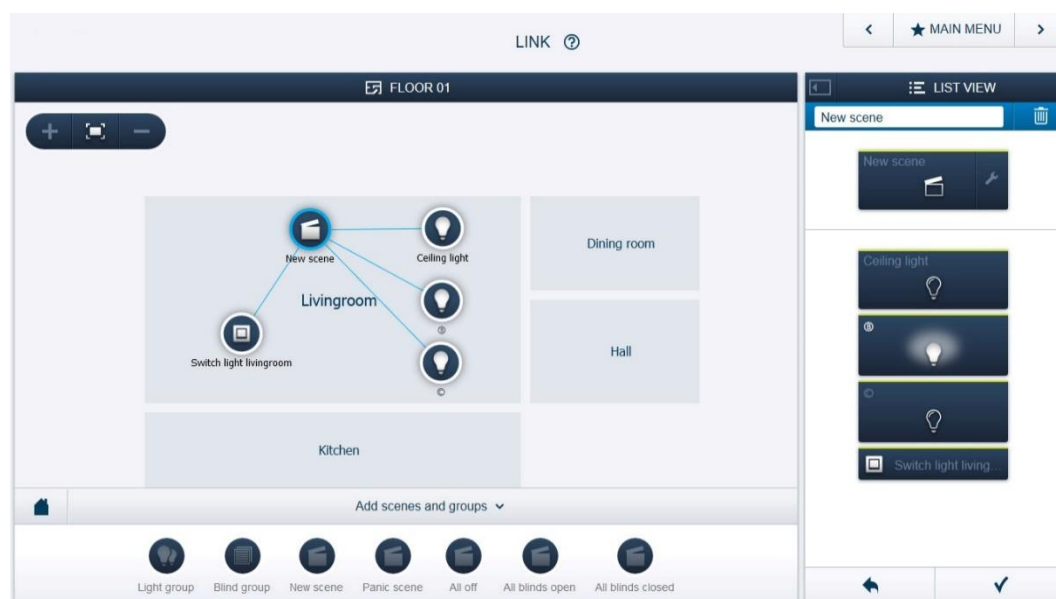 LINK ?
MAIN MENU
FLOOR 01
LIST VIEW
New scene
New scene
Ceiling light
Livingroom
Switch light livingroom
Ⓑ
©
Dining room
Hall
Kitchen
New scene
Ceiling light
Ⓑ
©
Switch light living...
Add scenes and groups
Light group
Blind group
New scene
Panic scene
All off
All blinds open
All blinds closed